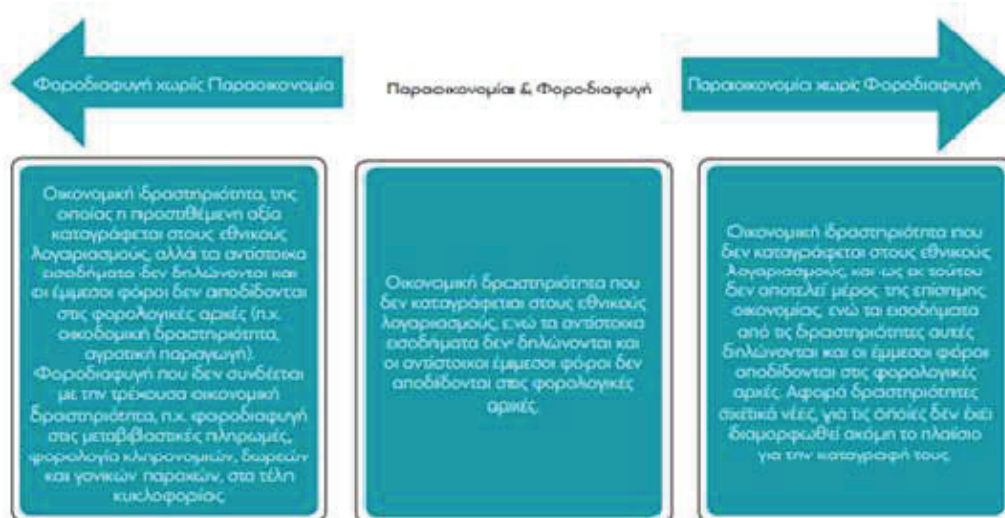 Φοροδιαφυγή χωρίς Παραοικονομία
Παραοικονομία & Φοροδιαφυγή
Παραοικονομία χωρίς Φοροδιαφυγή
Οικονομική δραστηριότητα, της
οποίας η προστιθέμενη αξία
καταγράφεται στους εθνικούς
λογαριασμούς, αλλά τα αντίστοιχα
εισοδήματα δεν δηλώνονται και
οι έμμεσοι φόροι δεν αποδίδονται
στις φορολογικές αρχές (π.χ.
οικοδομική δραστηριότητα,
αγροτική παραγωγή).
Φοροδιαφυγή που δεν συνδέεται
με την τρέχουσα οικονομική
δραστηριότητα, π.χ. φοροδιαφυγή
στις μεταβιβαστικές πληρωμές,
φορολογία κληρονομιών, δωρεών
και γονικών παροχών, στα τέλη
κυκλοφορίας.
Οικονομική δραστηριότητα που
δεν καταγράφεται στους εθνικούς
λογαριασμούς, ενώ τα αντίστοιχα
εισοδήματα δεν δηλώνονται και
οι αντίστοιχοι έμμεσοι φόροι δεν
αποδίδονται στις φορολογικές
αρχές.
Οικονομική δραστηριότητα που
δεν καταγράφεται στους εθνικούς
λογαριασμούς, και ως εκ τούτου
δεν αποτελεί μέρος της επίσημης
οικονομίας, ενώ τα εισοδήματα
από τις δραστηριότητες αυτές
δηλώνονται και οι έμμεσοι φόροι
αποδίδονται στις φορολογικές
αρχές. Αφορά δραστηριότητες
σχετικά νέες, για τις οποίες δεν έχει
διαμορφωθεί ακόμη το πλαίσιο
για την καταγραφή τους.